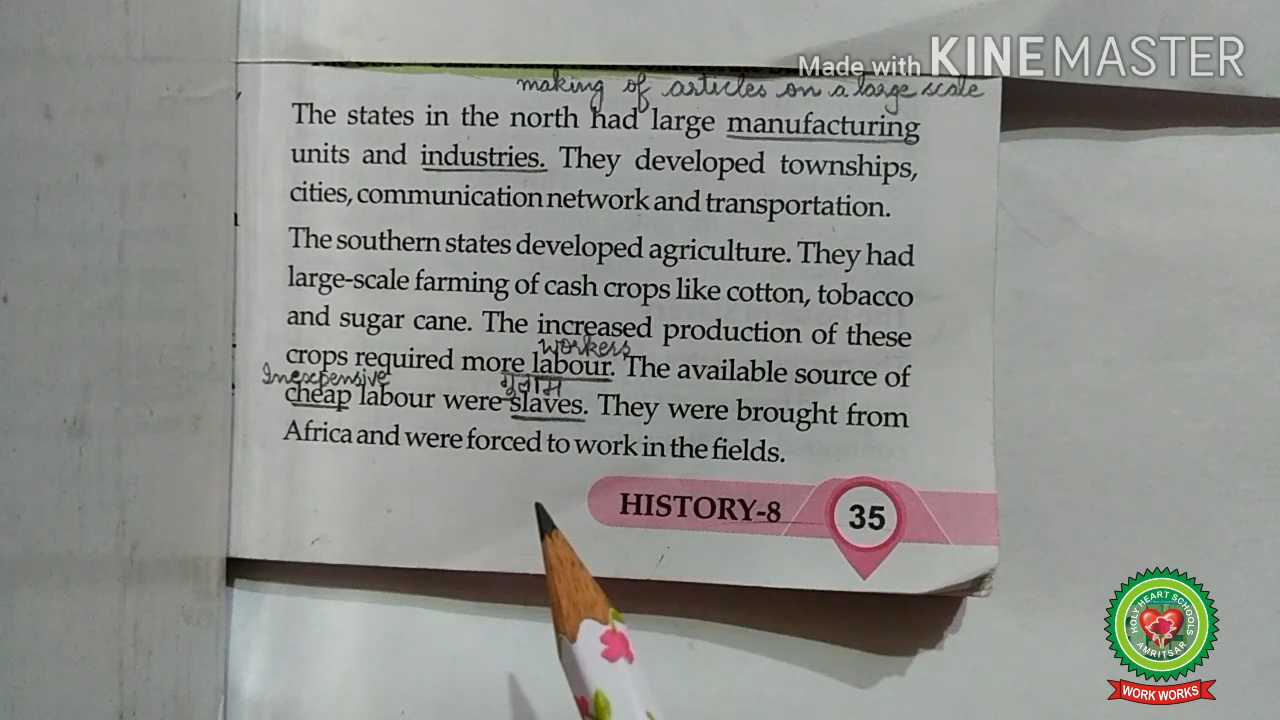 Made with KINEMASTER
making of articles on a large scale
The states in the north had large manufacturing
units and industries. They developed townships,
cities, communication network and transportation.
The southern states developed agriculture. They had
large-scale farming of cash crops like cotton, tobacco
and sugar cane. The increased production of these
workers
crops required more labour. The available source of
Inexpensive गुलाम
cheap labour were slaves. They were brought from
Africa and were forced to work in the fields.
HISTORY-8 35
HOLY HEART SCHOOLS
AMRITSAR
WORK WORKS